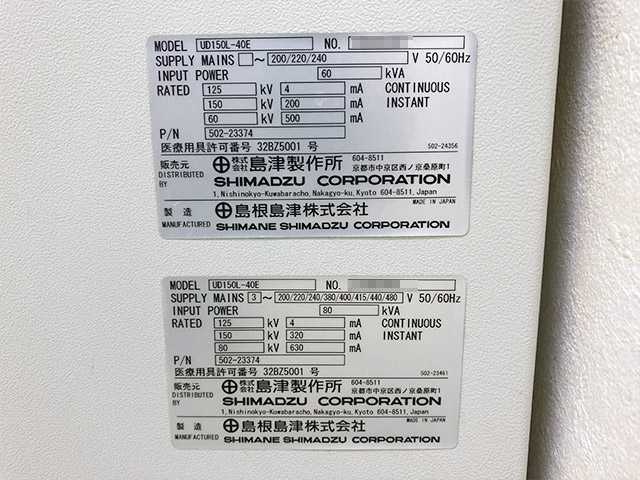 MODEL UD150L-40E NO.
SUPPLY MAINS ～ 200/220/240 V 50/60Hz
INPUT POWER 60 kVA
RATED 125 kV 4 mA CONTINUOUS
150 kV 200 mA INSTANT
60 kV 500 mA
P/N 502-23374
医療用具許可番号 32BZ5001 号 502-24356
販売元 DISTRIBUTED BY 株式会社 島津製作所 604-8511 京都市中京区西ノ京桑原町1
SHIMADZU CORPORATION
1, Nishinokyo-Kuwabaracho, Nakagyo-ku, Kyoto 604-8511, Japan
MADE IN JAPAN
製造 島根島津株式会社
MANUFACTURED SHIMANE SHIMADZU CORPORATION
MODEL UD150L-40E NO.
SUPPLY MAINS 3 ～ 200/220/240/380/400/415/440/480 V 50/60Hz
INPUT POWER 80 kVA
RATED 125 kV 4 mA CONTINUOUS
150 kV 320 mA INSTANT
80 kV 630 mA
P/N 502-23374
医療用具許可番号 32BZ5001 号 502-23461
販売元 DISTRIBUTED BY 株式会社 島津製作所 604-8511 京都市中京区西ノ京桑原町1
SHIMADZU CORPORATION
1, Nishinokyo-Kuwabaracho, Nakagyo-ku, Kyoto 604-8511, Japan
MADE IN JAPAN
製造 島根島津株式会社
MANUFACTURED SHIMANE SHIMADZU CORPORATION